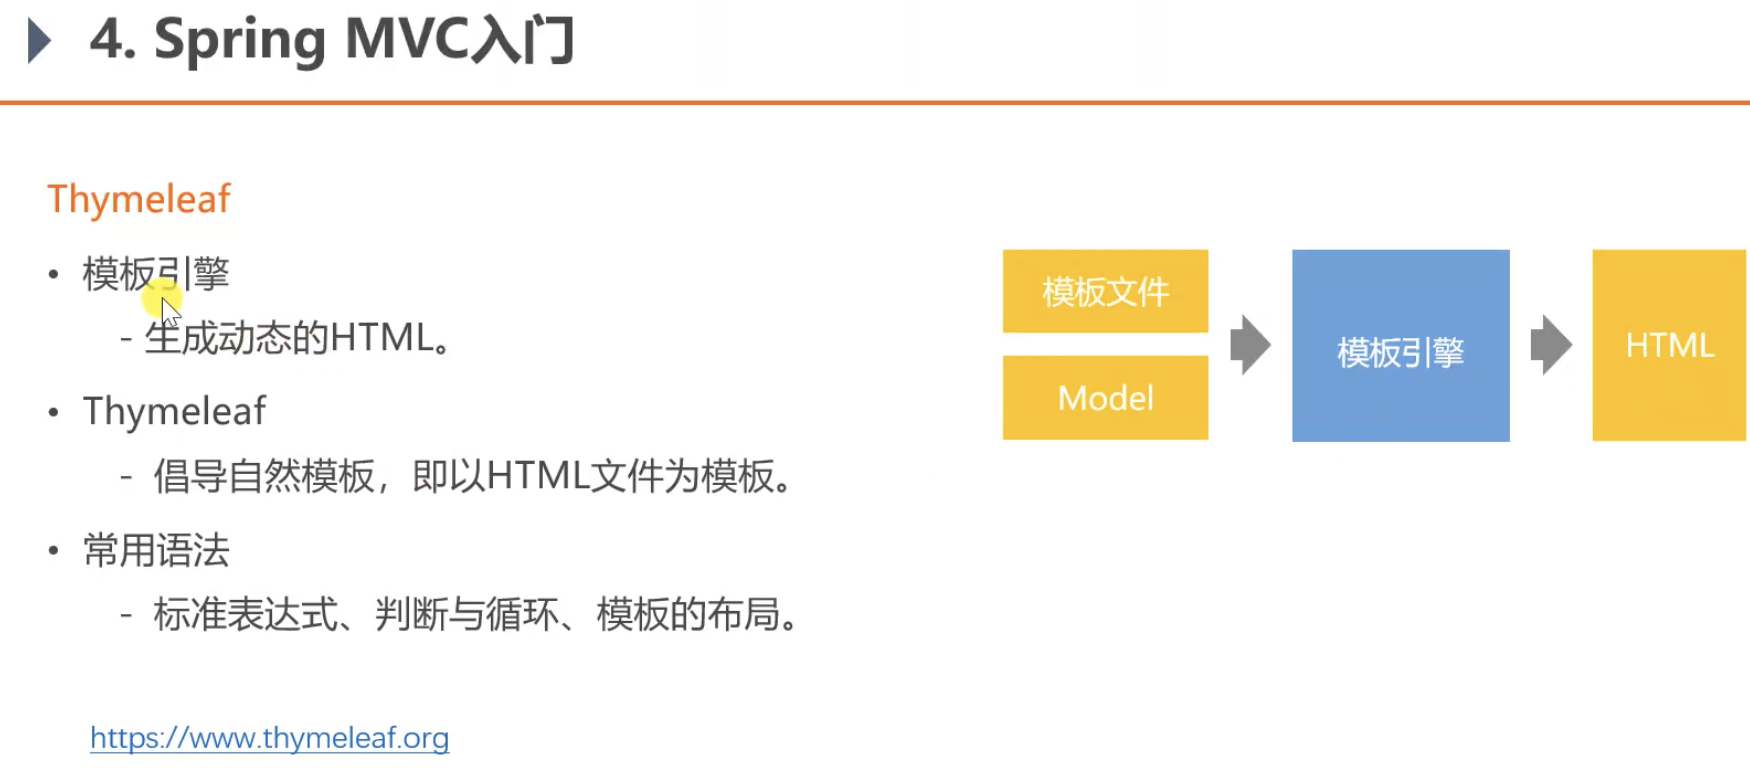 4. Spring MVC入门
Thymeleaf
• 模板引擎
- 生成动态的HTML。
• Thymeleaf
- 倡导自然模板，即以HTML文件为模板。
• 常用语法
- 标准表达式、判断与循环、模板的布局。
https://www.thymeleaf.org
模板文件
Model
模板引擎
HTML